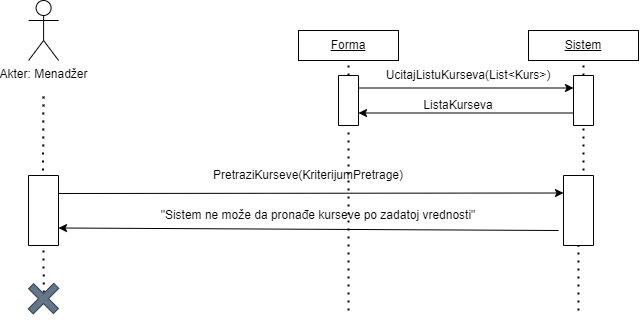 Forma
Sistem
Akter: Menadžer
UcitajListuKurseva(List<Kurs>)
ListaKurseva
PretraziKurseve(KriterijumPretrage)
"Sistem ne može da pronađe kurseve po zadatoj vrednosti"